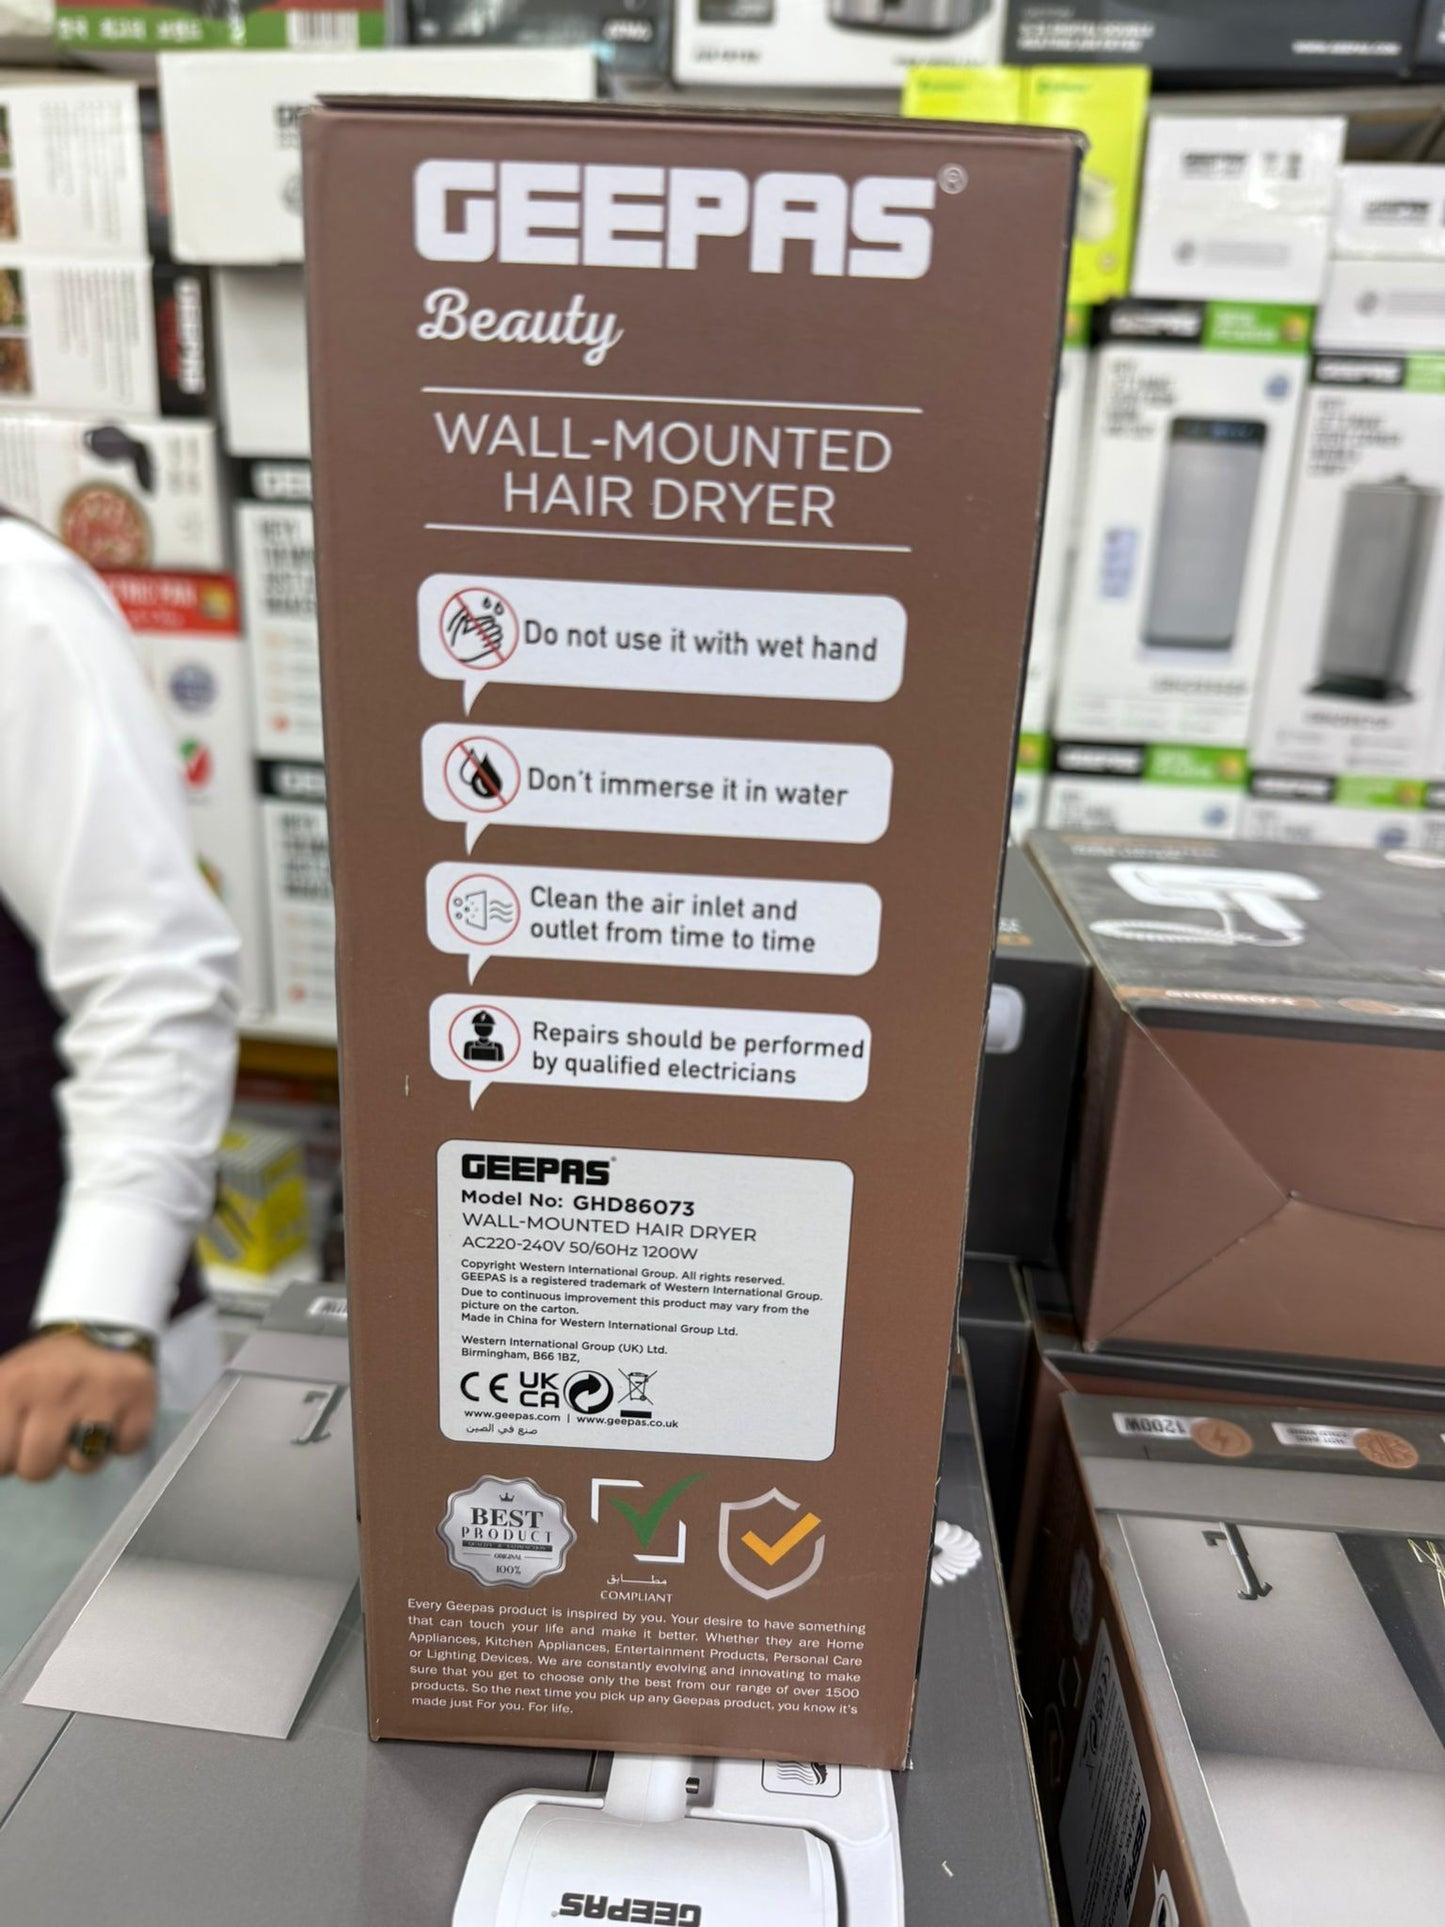 GEEPAS®
Beauty
WALL-MOUNTED
HAIR DRYER
Do not use it with wet hand
Don't immerse it in water
Clean the air inlet and
outlet from time to time
Repairs should be performed
by qualified electricians
GEEPAS
Model No: GHD86073
WALL-MOUNTED HAIR DRYER
AC220-240V 50/60Hz 1200W
Copyright Western International Group. All rights reserved.
GEEPAS is a registered trademark of Western International Group.
Due to continuous improvement this product may vary from the
picture on the carton.
Made in China for Western International Group Ltd.
Western International Group (UK) Ltd.
Birmingham, B66 1BZ,
CE UK
CA
www.geepas.com | www.geepas.co.uk
صنع في الصين
BEST
PRODUCT
QUALITY & SATISFACTION
ORIGINAL
100%
مطابق
COMPLIANT
Every Geepas product is inspired by you. Your desire to have something
that can touch your life and make it better. Whether they are Home
Appliances, Kitchen Appliances, Entertainment Products, Personal Care
or Lighting Devices. We are constantly evolving and innovating to make
sure that you get to choose only the best from our range of over 1500
products. So the next time you pick up any Geepas product, you know it's
made just For you. For life.
GEEPAS
1200W
GHD86073